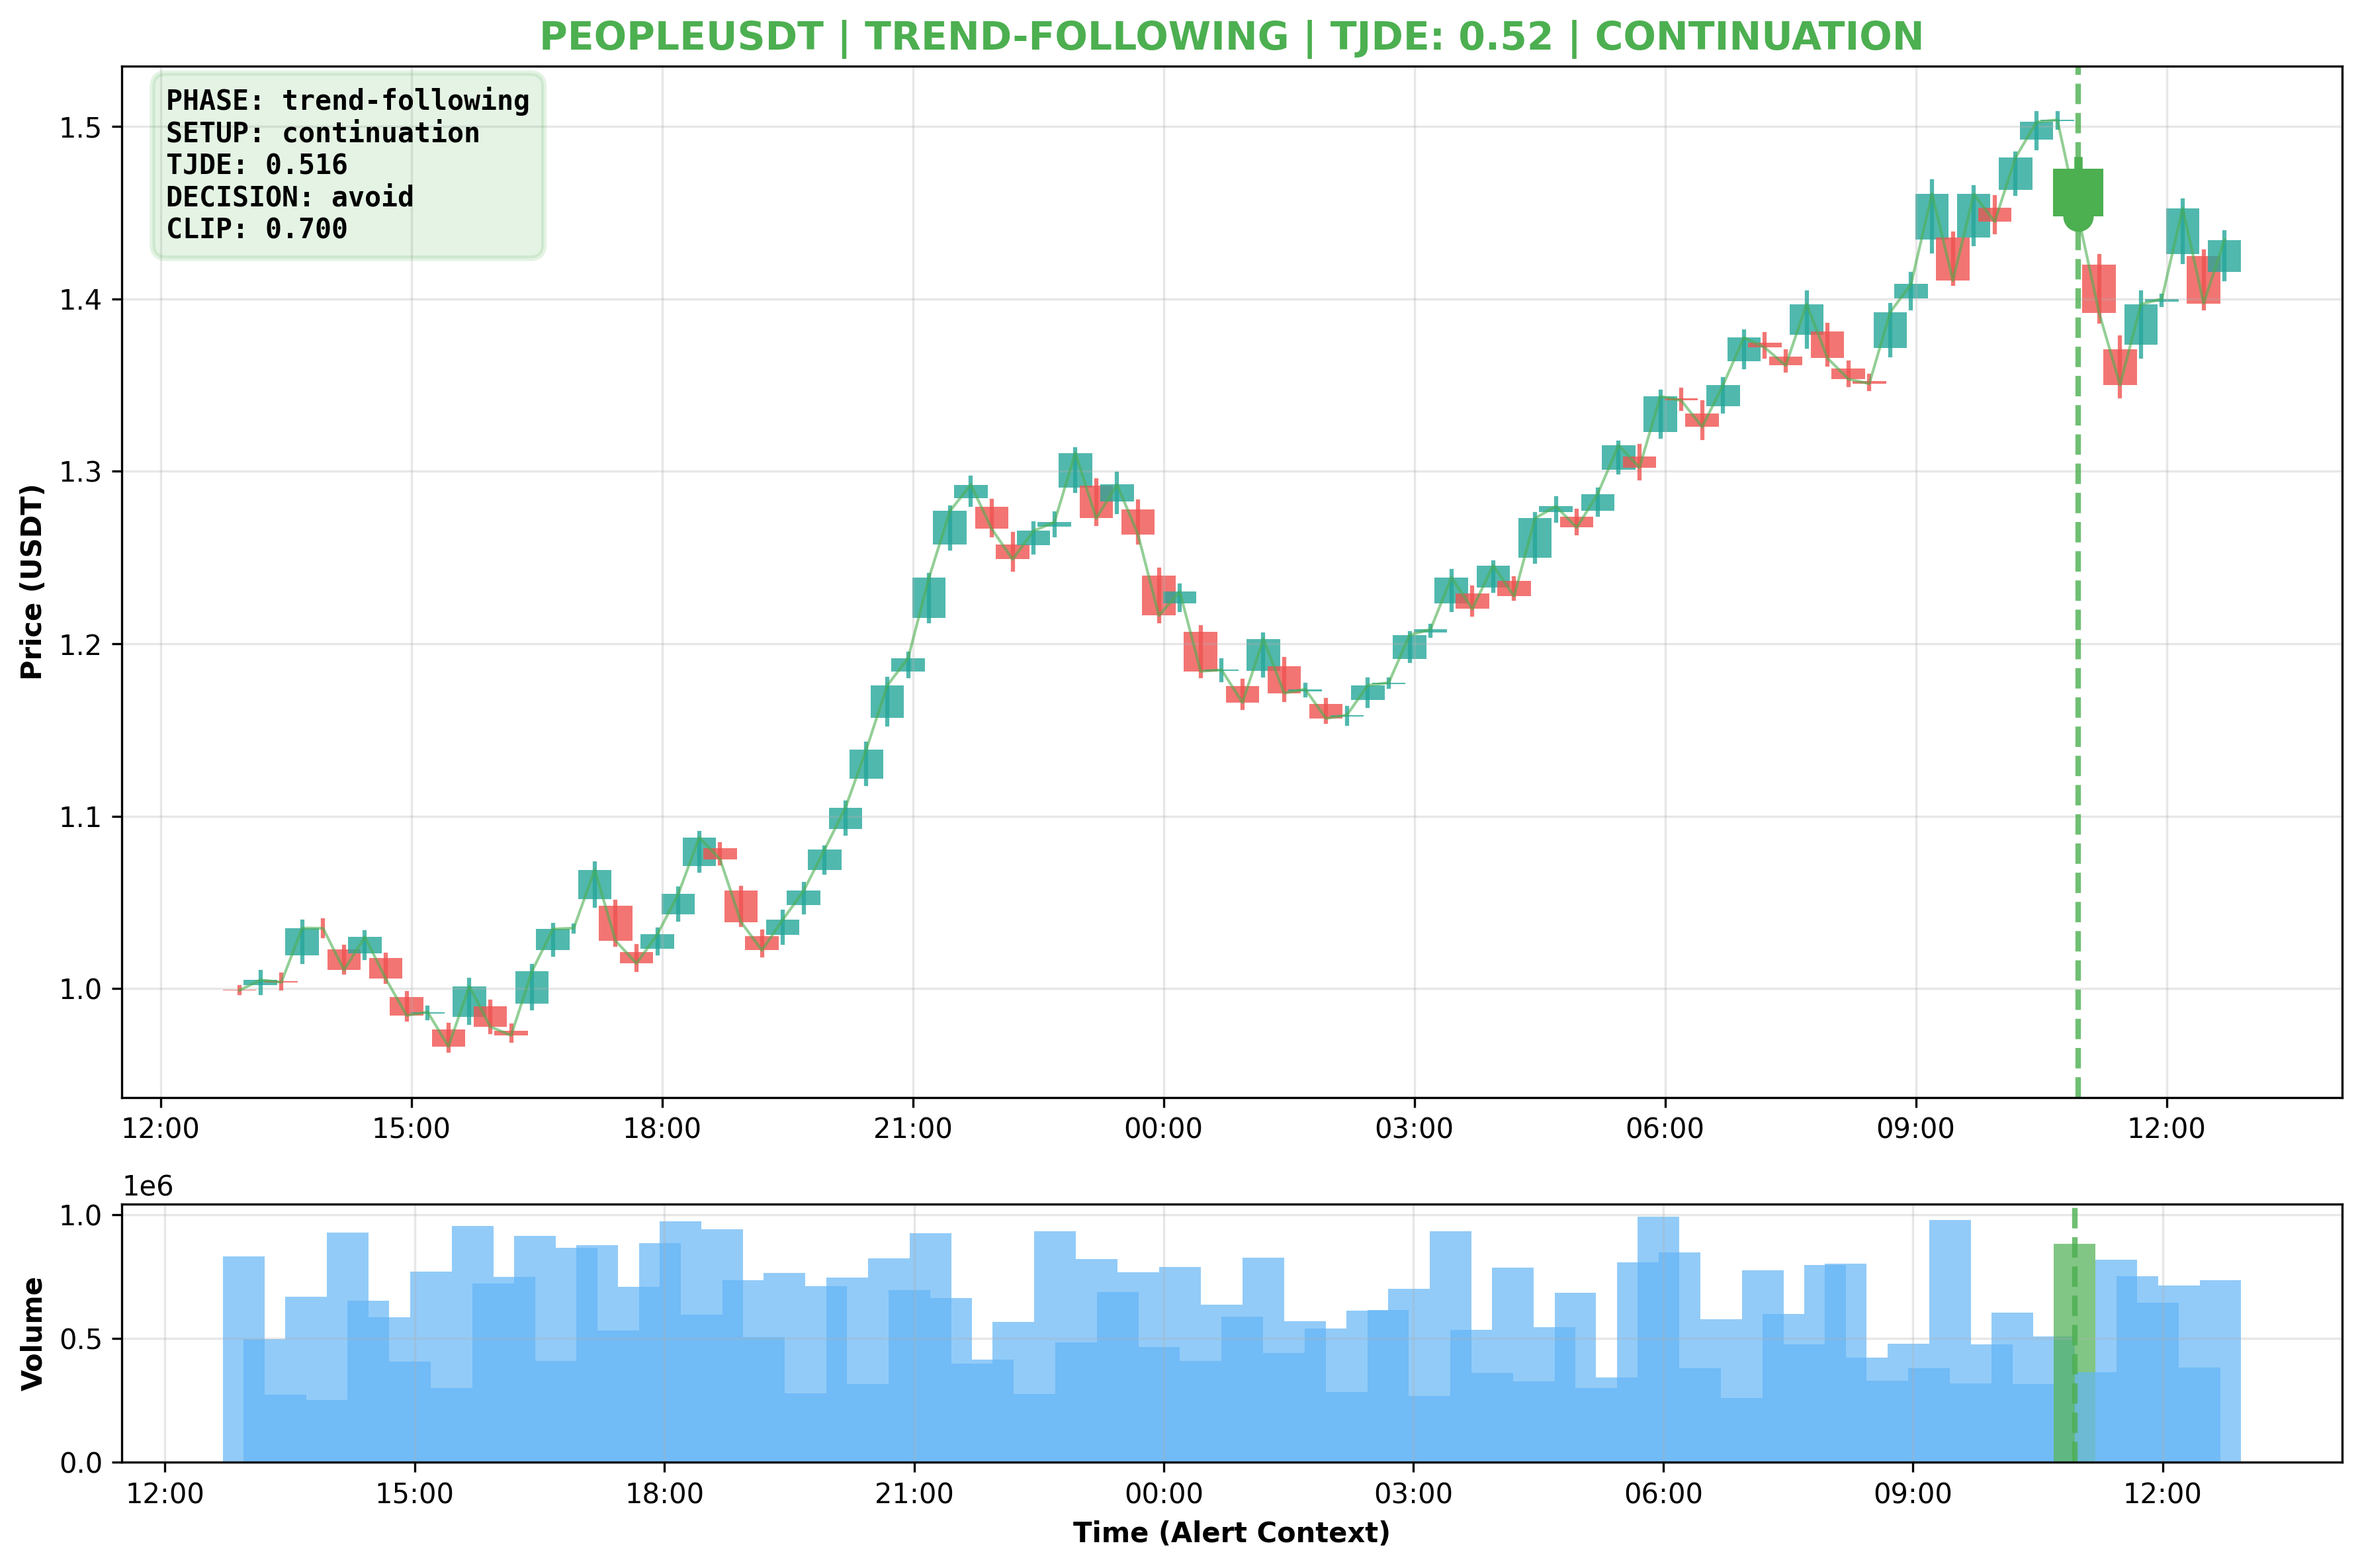 PEOPLEUSDT | TREND-FOLLOWING | TJDE: 0.52 | CONTINUATION
PHASE: trend-following
SETUP: continuation
TJDE: 0.516
DECISION: avoid
CLIP: 0.700
Price (USDT)
1.5
1.4
1.3
1.2
1.1
1.0
12:00 15:00 18:00 21:00 00:00 03:00 06:00 09:00 12:00
1e6
Volume
1.0
0.5
0.0
12:00 15:00 18:00 21:00 00:00 03:00 06:00 09:00 12:00
Time (Alert Context)